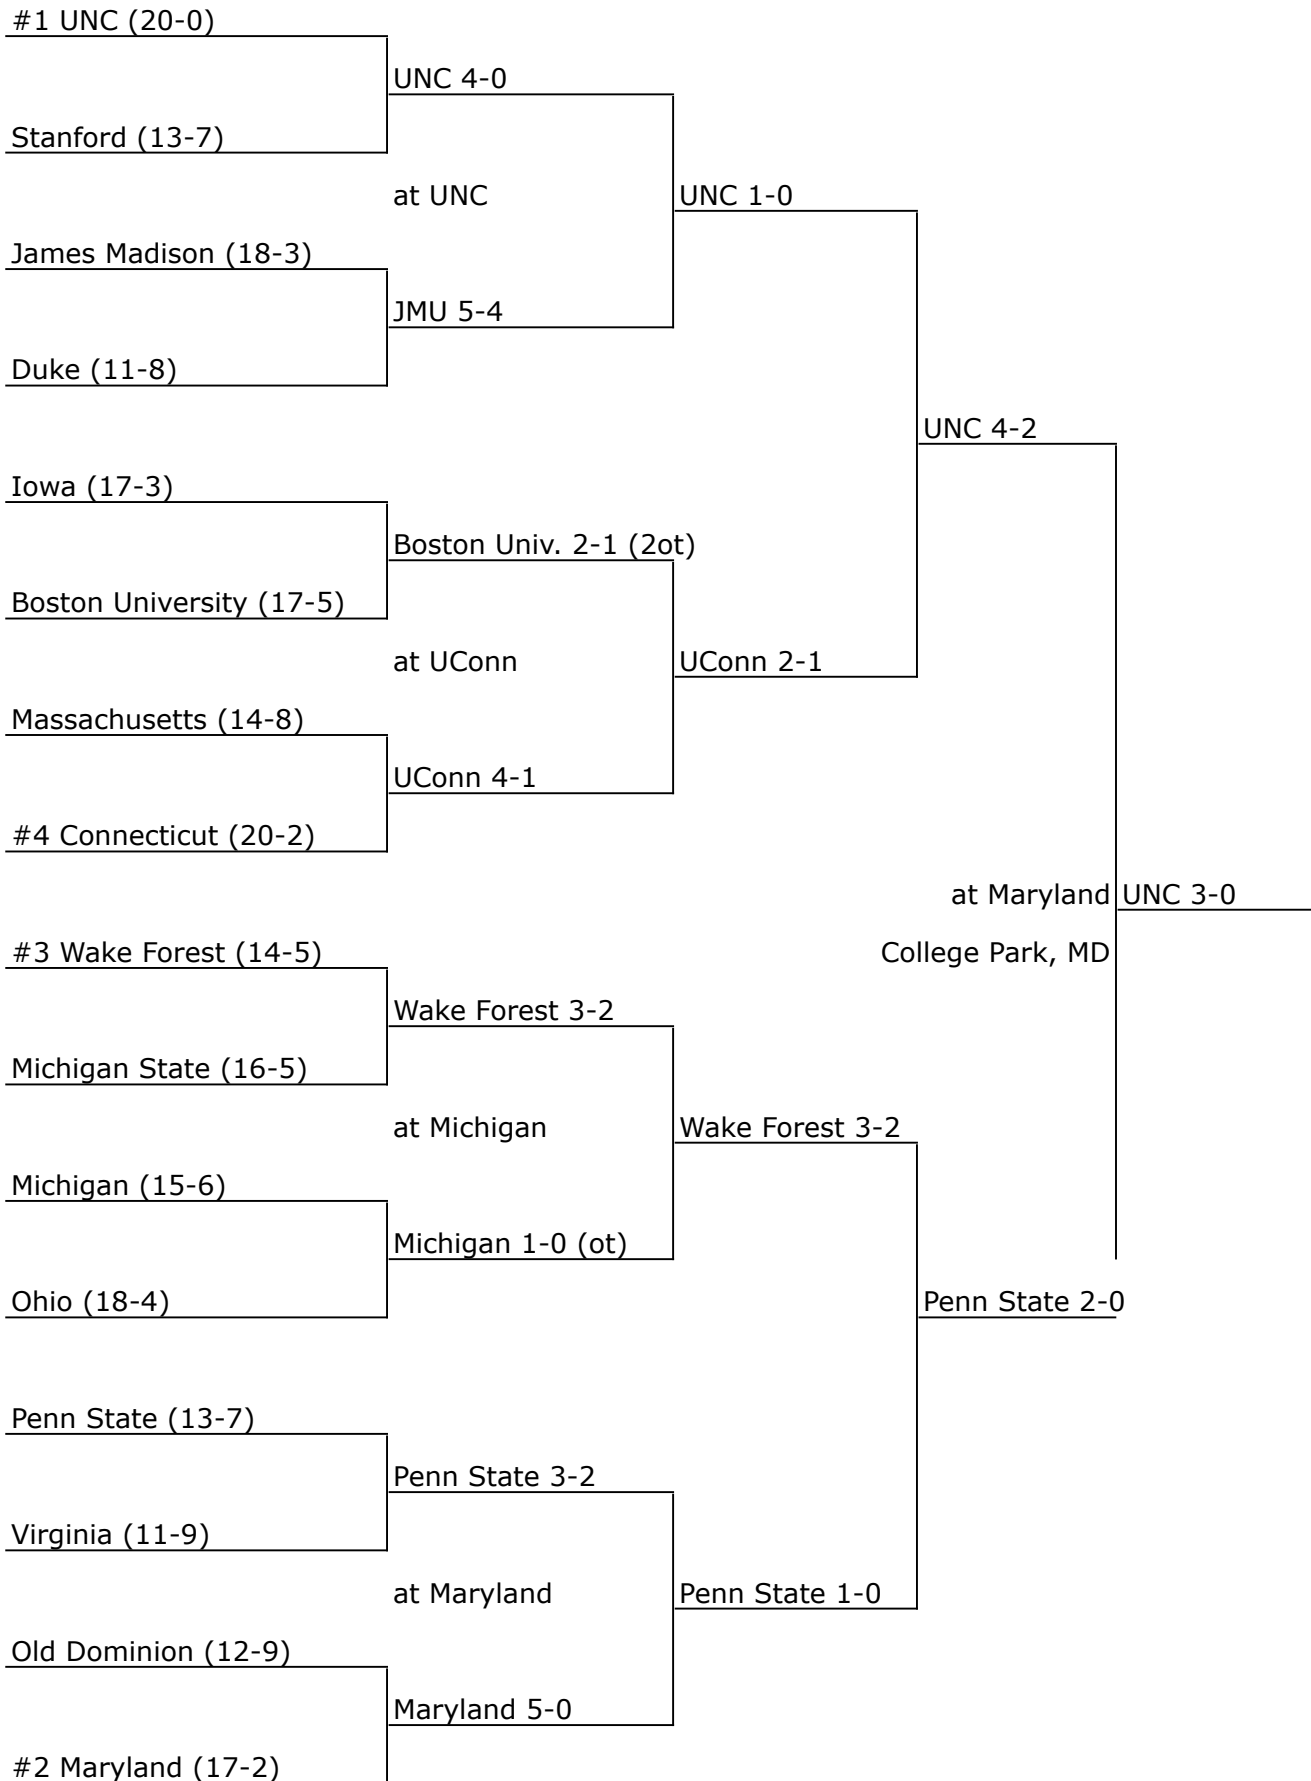 #1 UNC (20-0)
UNC 4-0
Stanford (13-7)
at UNC
UNC 1-0
James Madison (18-3)
JMU 5-4
Duke (11-8)
UNC 4-2
Iowa (17-3)
Boston Univ. 2-1 (2ot)
Boston University (17-5)
at UConn
UConn 2-1
Massachusetts (14-8)
UConn 4-1
#4 Connecticut (20-2)
at Maryland
UNC 3-0
#3 Wake Forest (14-5)
College Park, MD
Wake Forest 3-2
Michigan State (16-5)
at Michigan
Wake Forest 3-2
Michigan (15-6)
Michigan 1-0 (ot)
Ohio (18-4)
Penn State 2-0
Penn State (13-7)
Penn State 3-2
Virginia (11-9)
at Maryland
Penn State 1-0
Old Dominion (12-9)
Maryland 5-0
#2 Maryland (17-2)